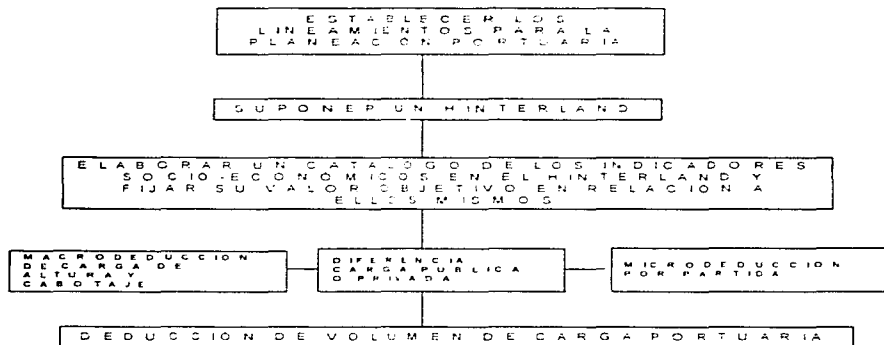 ESTABLECER LOS
LINEAMIENTOS PARA LA
PLANEACION PORTUARIA
SUPONER UN HINTERLAND
ELABORAR UN CATALOGO DE LOS INDICADORES
SOCIO-ECONOMICOS EN EL HINTERLAND Y
FIJAR SU VALOR OBJETIVO EN RELACION A
ELLOS MISMOS
MACRODEDUCCION
DE CARGA DE
ALTURA Y
CABOTAJE
DIFERENCIA
CARGA PUBLICA
O PRIVADA
MICRODEDUCCION
POR PARTIDA
DEDUCCION DE VOLUMEN DE CARGA PORTUARIA